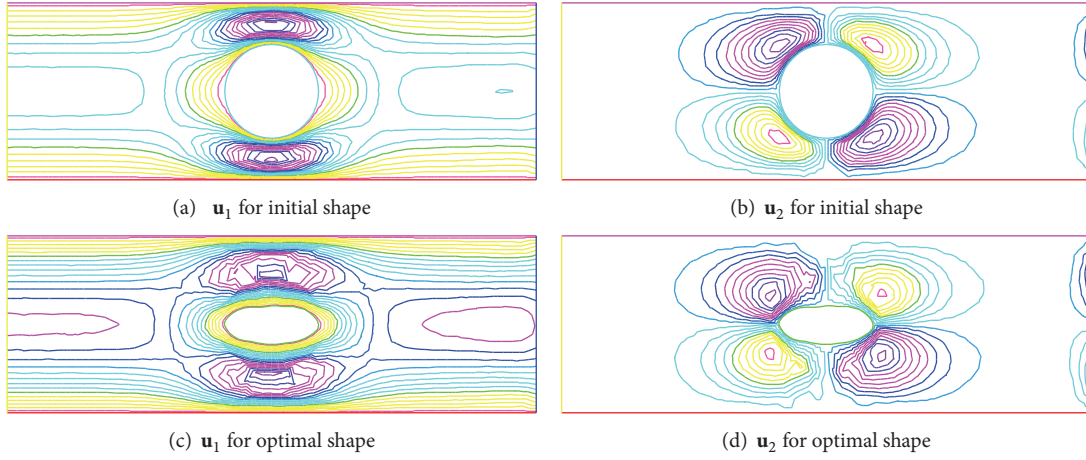 (a) u₁ for initial shape
(b) u₂ for initial shape
(c) u₁ for optimal shape
(d) u₂ for optimal shape